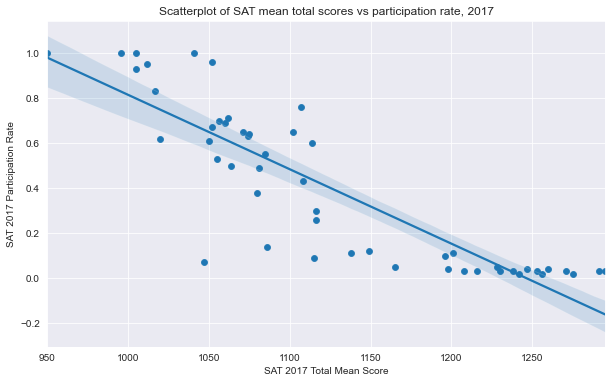 Scatterplot of SAT mean total scores vs participation rate, 2017
1.0
0.8
0.6
0.4
0.2
0.0
−0.2
SAT 2017 Participation Rate
950 1000 1050 1100 1150 1200 1250
SAT 2017 Total Mean Score